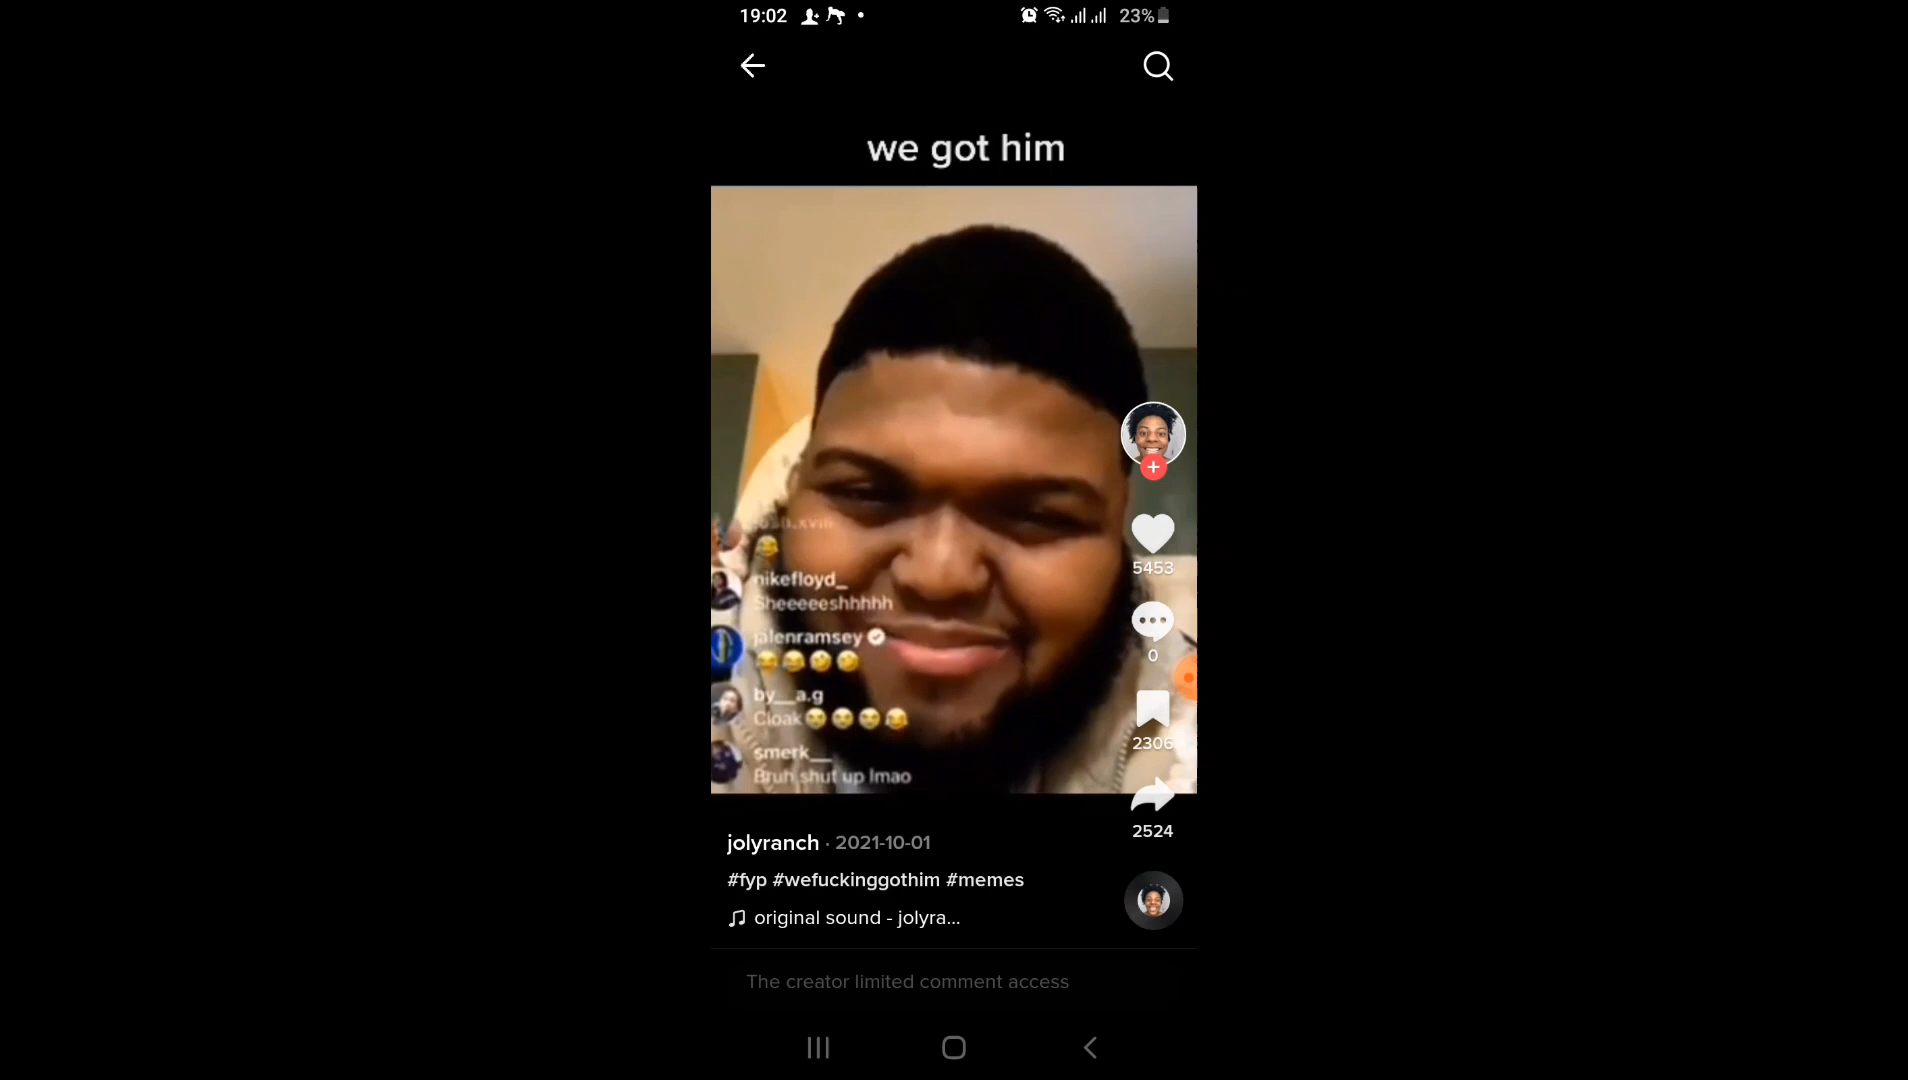 19:02
23%
we got him
nikefloyd_
Sheeeeeshhhhh
jalenramsey
by__a.g
Cloak
smerk__
Bruh shut up lmao
5453
0
2306
2524
jolyranch · 2021-10-01
#fyp #wefuckinggothim #memes
original sound - jolyra...
The creator limited comment access